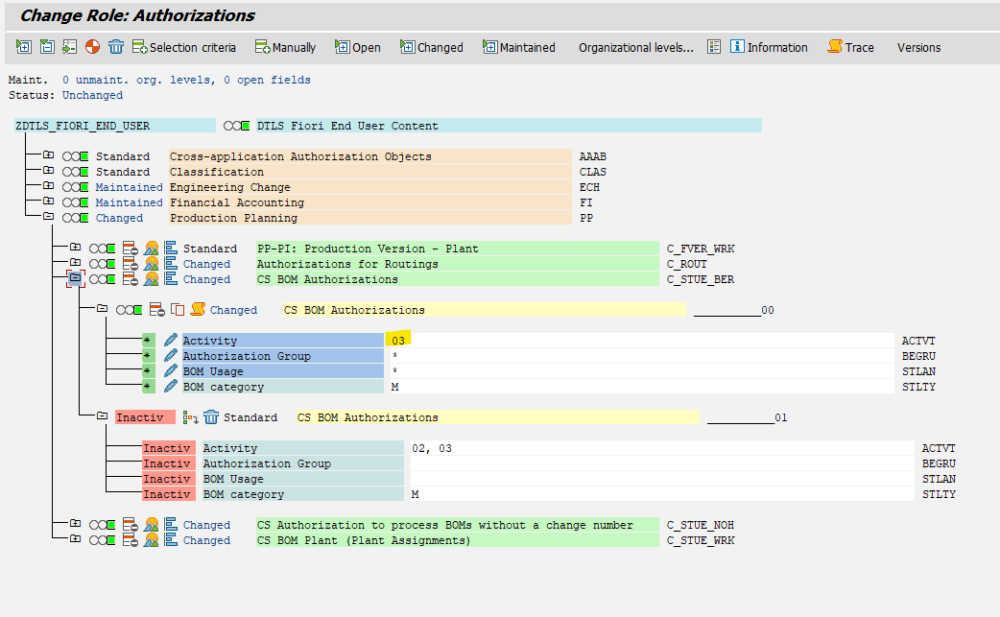 Change Role: Authorizations
Selection criteria Manually Open Changed Maintained Organizational levels... Information Trace Versions
Maint. 0 unmaint. org. levels, 0 open fields
Status: Unchanged
ZDTLS_FIORI_END_USER DTLS Fiori End User Content
Standard Cross-application Authorization Objects AAAB
Standard Classification CLAS
Maintained Engineering Change ECH
Maintained Financial Accounting FI
Changed Production Planning PP
Standard PP-PI: Production Version - Plant C_FVER_WRK
Changed Authorizations for Routings C_ROUT
Changed CS BOM Authorizations C_STUE_BER
Changed CS BOM Authorizations __________00
* Activity 03 ACTVT
* Authorization Group * BEGRU
* BOM Usage * STLAN
* BOM category M STLTY
Inactiv Standard CS BOM Authorizations __________01
Inactiv Activity 02, 03 ACTVT
Inactiv Authorization Group BEGRU
Inactiv BOM Usage STLAN
Inactiv BOM category M STLTY
Changed CS Authorization to process BOMs without a change number C_STUE_NOH
Changed CS BOM Plant (Plant Assignments) C_STUE_WRK